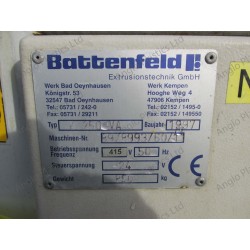 Battenfeld
Extrusionstechnik GmbH
Werk Bad Oeynhausen
Königstr. 53
32547 Bad Oeynhausen
Tel.: 05731 / 242-0
Fax: 05731 / 29211
Werk Kempen
Hooghe Weg 4
47906 Kempen
Tel.: 02152 / 1495-0
Fax: 02152 / 149550
Typ
Baujahr 1997
Maschinen-Nr.
Betriebsspannung 415 V
Frequenz
Steuerspannung
Gewicht
N